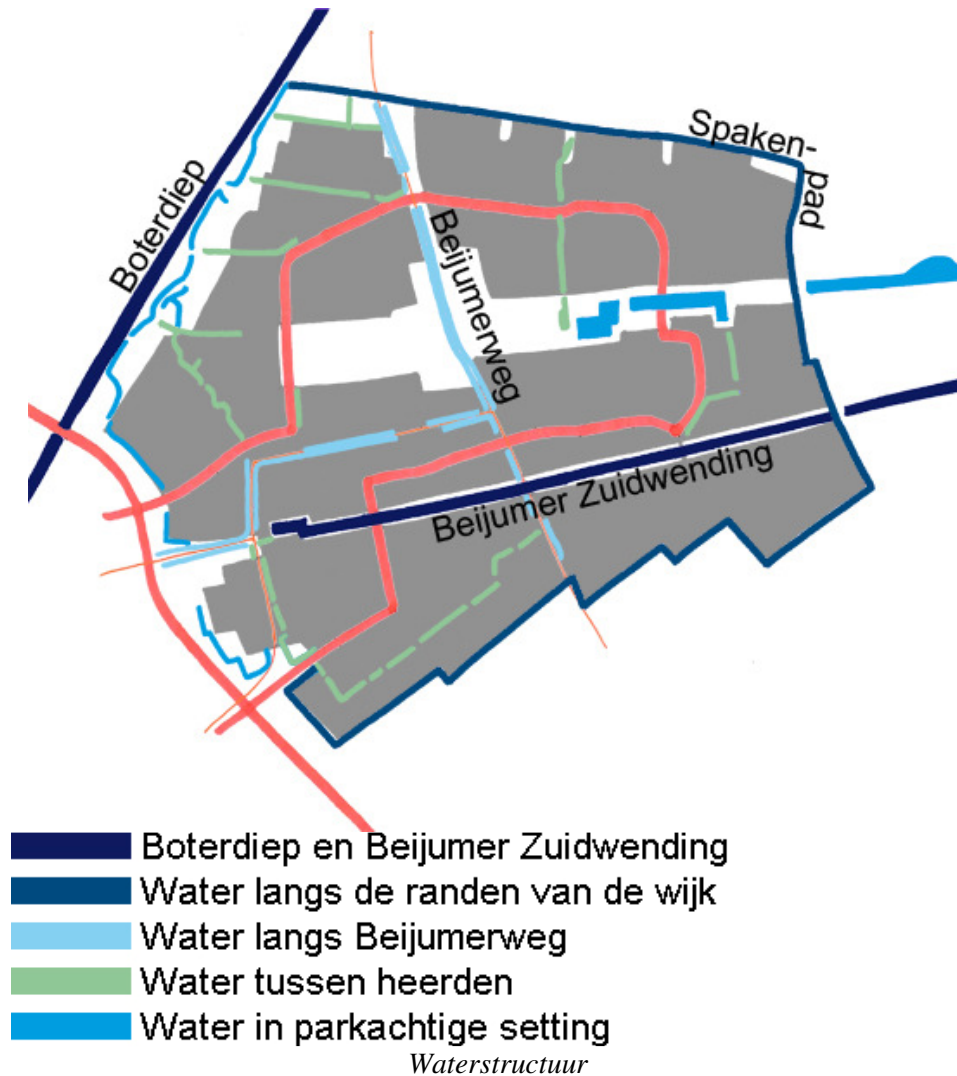 Spaken-
pad
Boterdiep
Beijumerweg
Beijumer Zuidwending
Boterdiep en Beijumer Zuidwending
Water langs de randen van de wijk
Water langs Beijumerweg
Water tussen heerden
Water in parkachtige setting
Waterstructuur